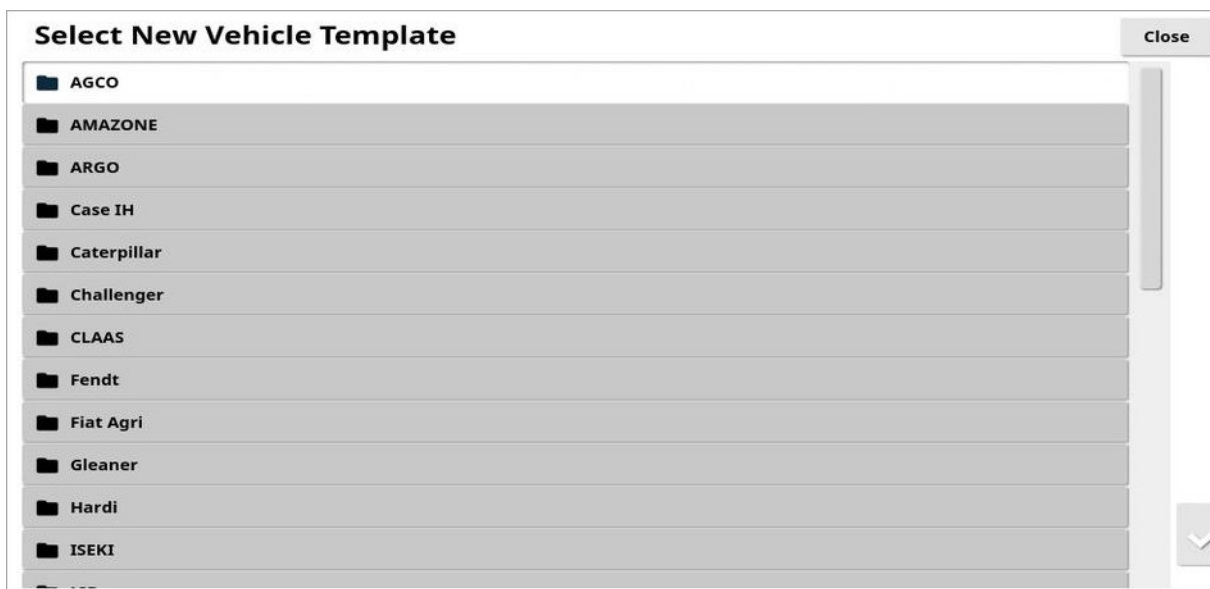 Select New Vehicle Template
Close
AGCO
AMAZONE
ARGO
Case IH
Caterpillar
Challenger
CLAAS
Fendt
Fiat Agri
Gleaner
Hardi
ISEKI